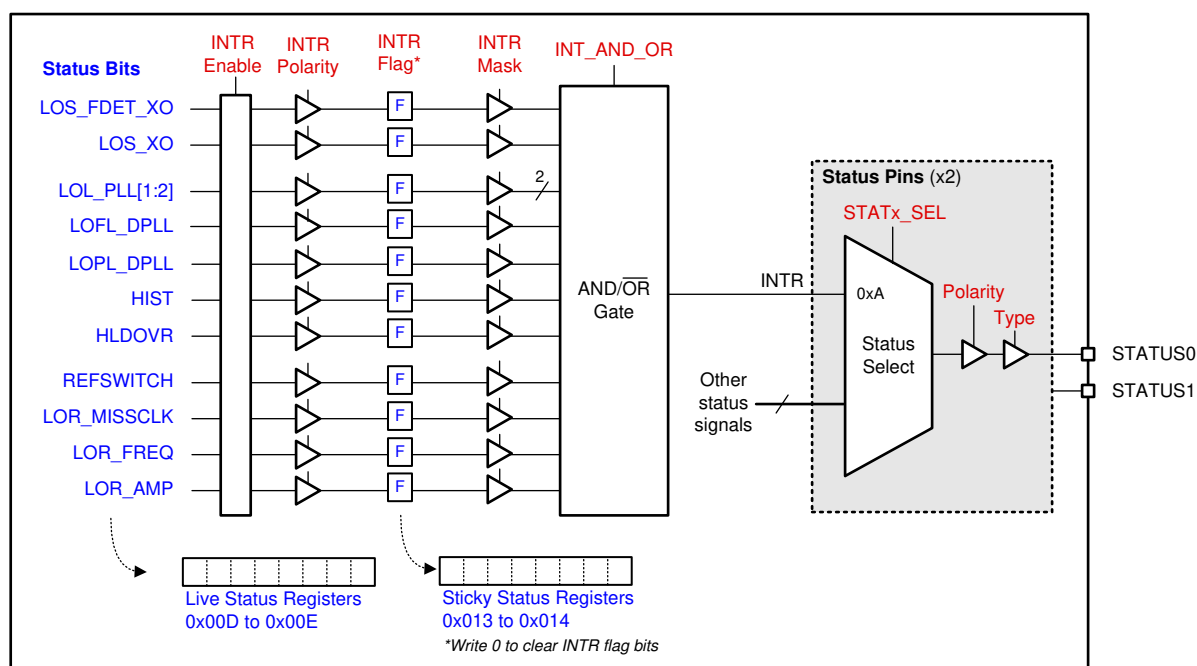 INTR
Enable
INTR
Polarity
INTR
Flag*
INTR
Mask
INT_AND_OR
Status Bits
LOS_FDET_XO
F
LOS_XO
F
LOL_PLL[1:2]
F
2
LOFL_DPLL
F
LOPL_DPLL
F
HIST
F
HLDOVR
F
REFSWITCH
F
LOR_MISSCLK
F
LOR_FREQ
F
LOR_AMP
F
AND/OR
Gate
INTR
Status Pins (x2)
STATx_SEL
0xA
Status
Select
Polarity
Type
Other
status
signals
STATUS0
STATUS1
Live Status Registers
0x00D to 0x00E
Sticky Status Registers
0x013 to 0x014
*Write 0 to clear INTR flag bits